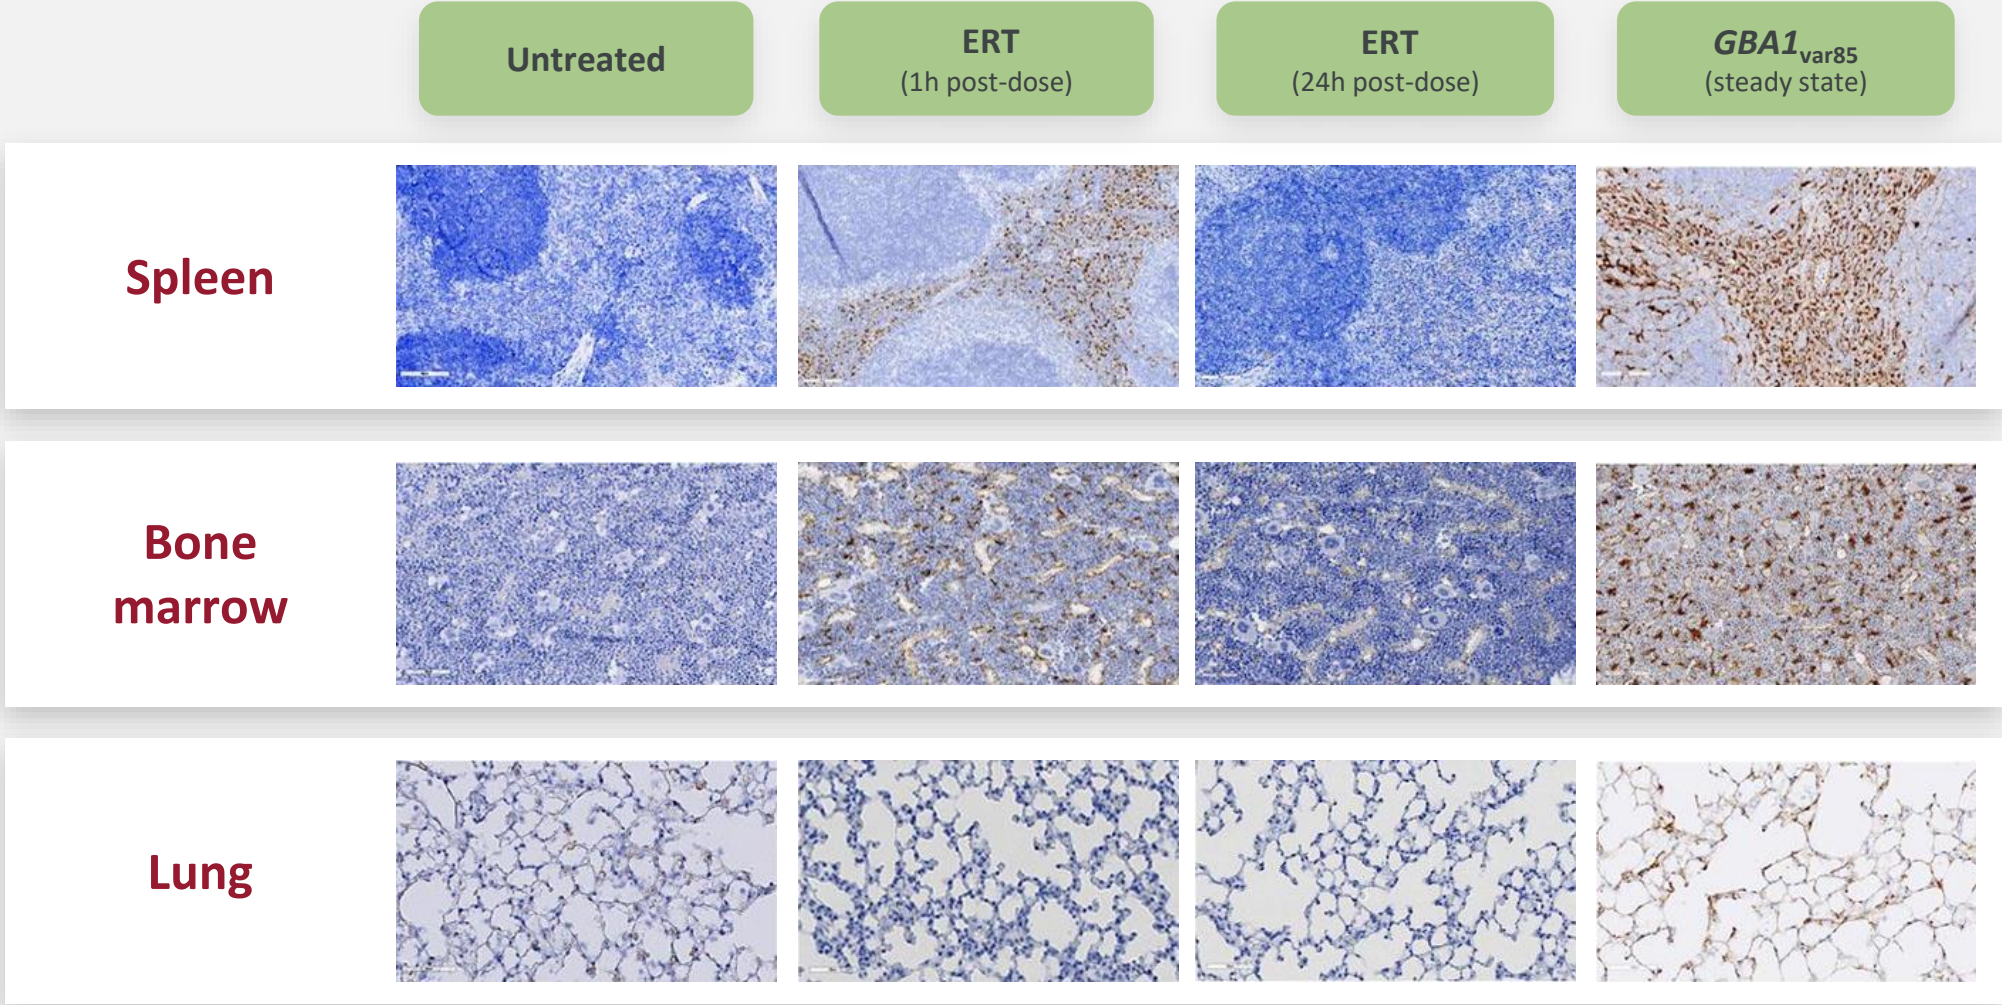 Untreated
ERT
(1h post-dose)
ERT
(24h post-dose)
GBA1var85
(steady state)
Spleen
Bone
marrow
Lung